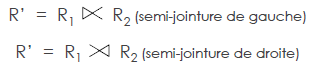 R' = R₁ ⋉ R₂ (semi-jointure de gauche)
R' = R₁ ⋊ R₂ (semi-jointure de droite)